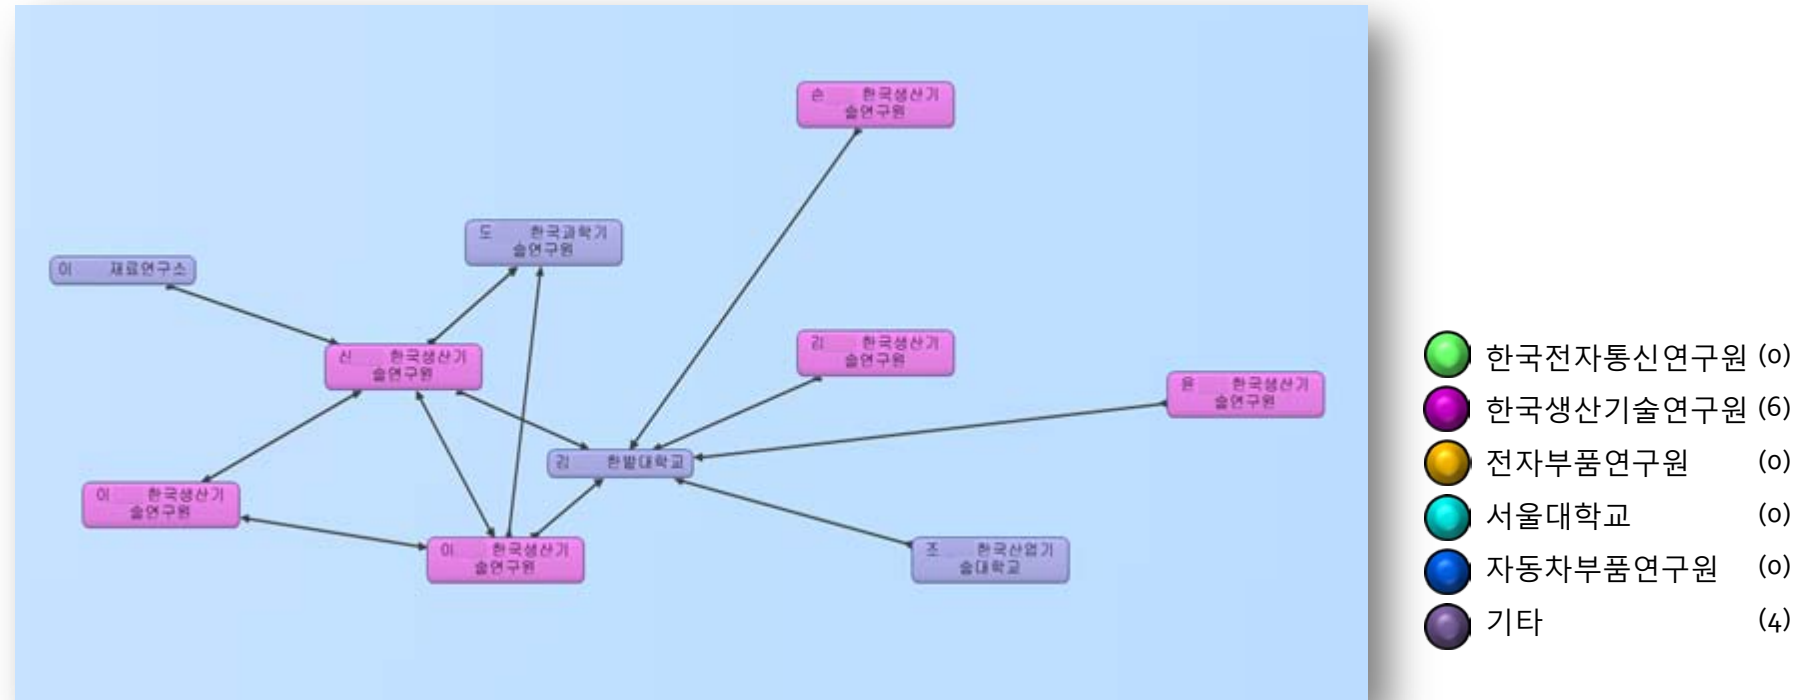 손 한국생산기
술연구원
도 한국과학기
술연구원
이 재료연구소
신 한국생산기
술연구원
김 한국생산기
술연구원
윤 한국생산기
술연구원
김 한밭대학교
이 한국생산기
술연구원
이 한국생산기
술연구원
조 한국산업기
술대학교
한국전자통신연구원 (0)
한국생산기술연구원 (6)
전자부품연구원 (0)
서울대학교 (0)
자동차부품연구원 (0)
기타 (4)